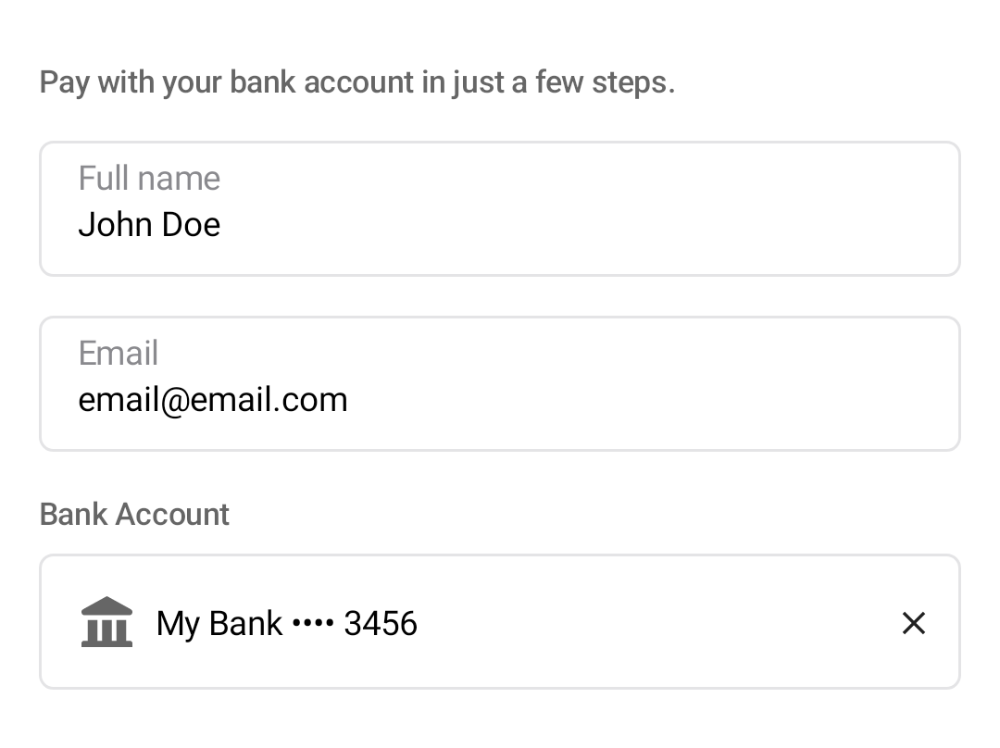 Pay with your bank account in just a few steps.
Full name
John Doe
Email
email@email.com
Bank Account
My Bank •••• 3456